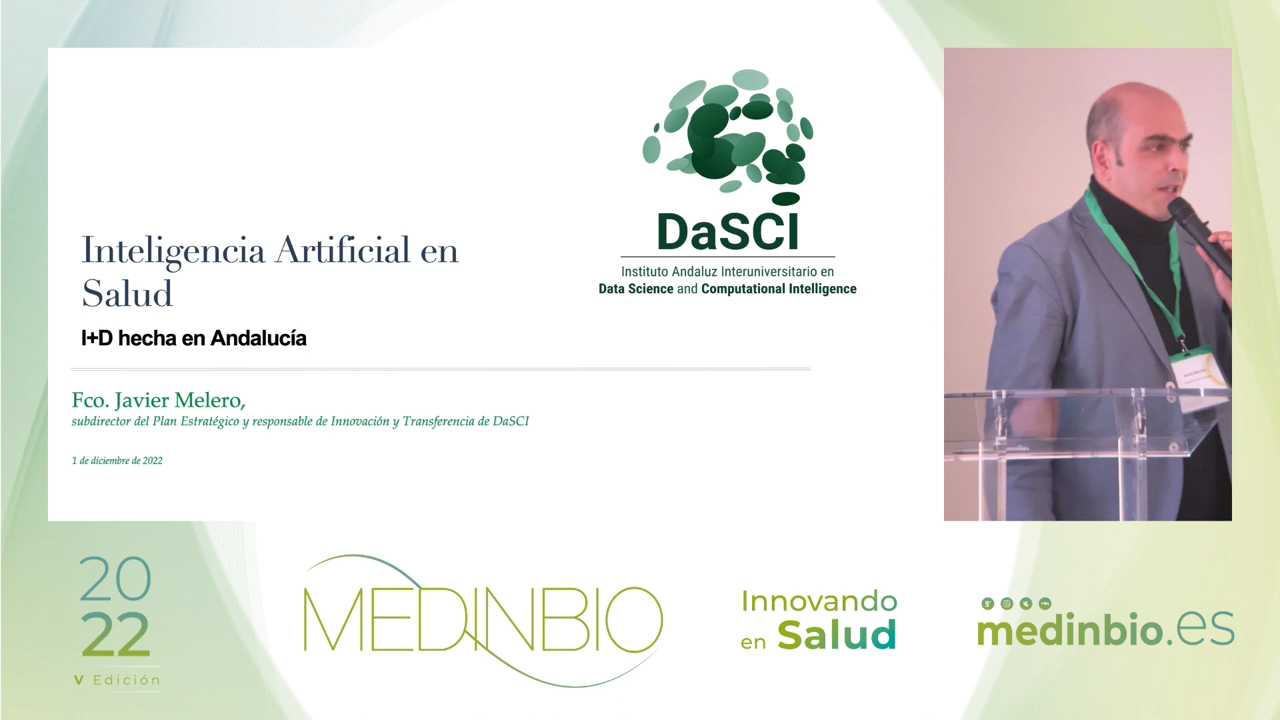 Inteligencia Artificial en
Salud
I+D hecha en Andalucía
Fco. Javier Melero,
subdirector del Plan Estratégico y responsable de Innovación y Transferencia de DaSCI
1 de diciembre de 2022
DaSCI
Instituto Andaluz Interuniversitario en
Data Science and Computational Intelligence
20
22
V Edición
MEDINBIO
Innovando
en Salud
medinbio.es